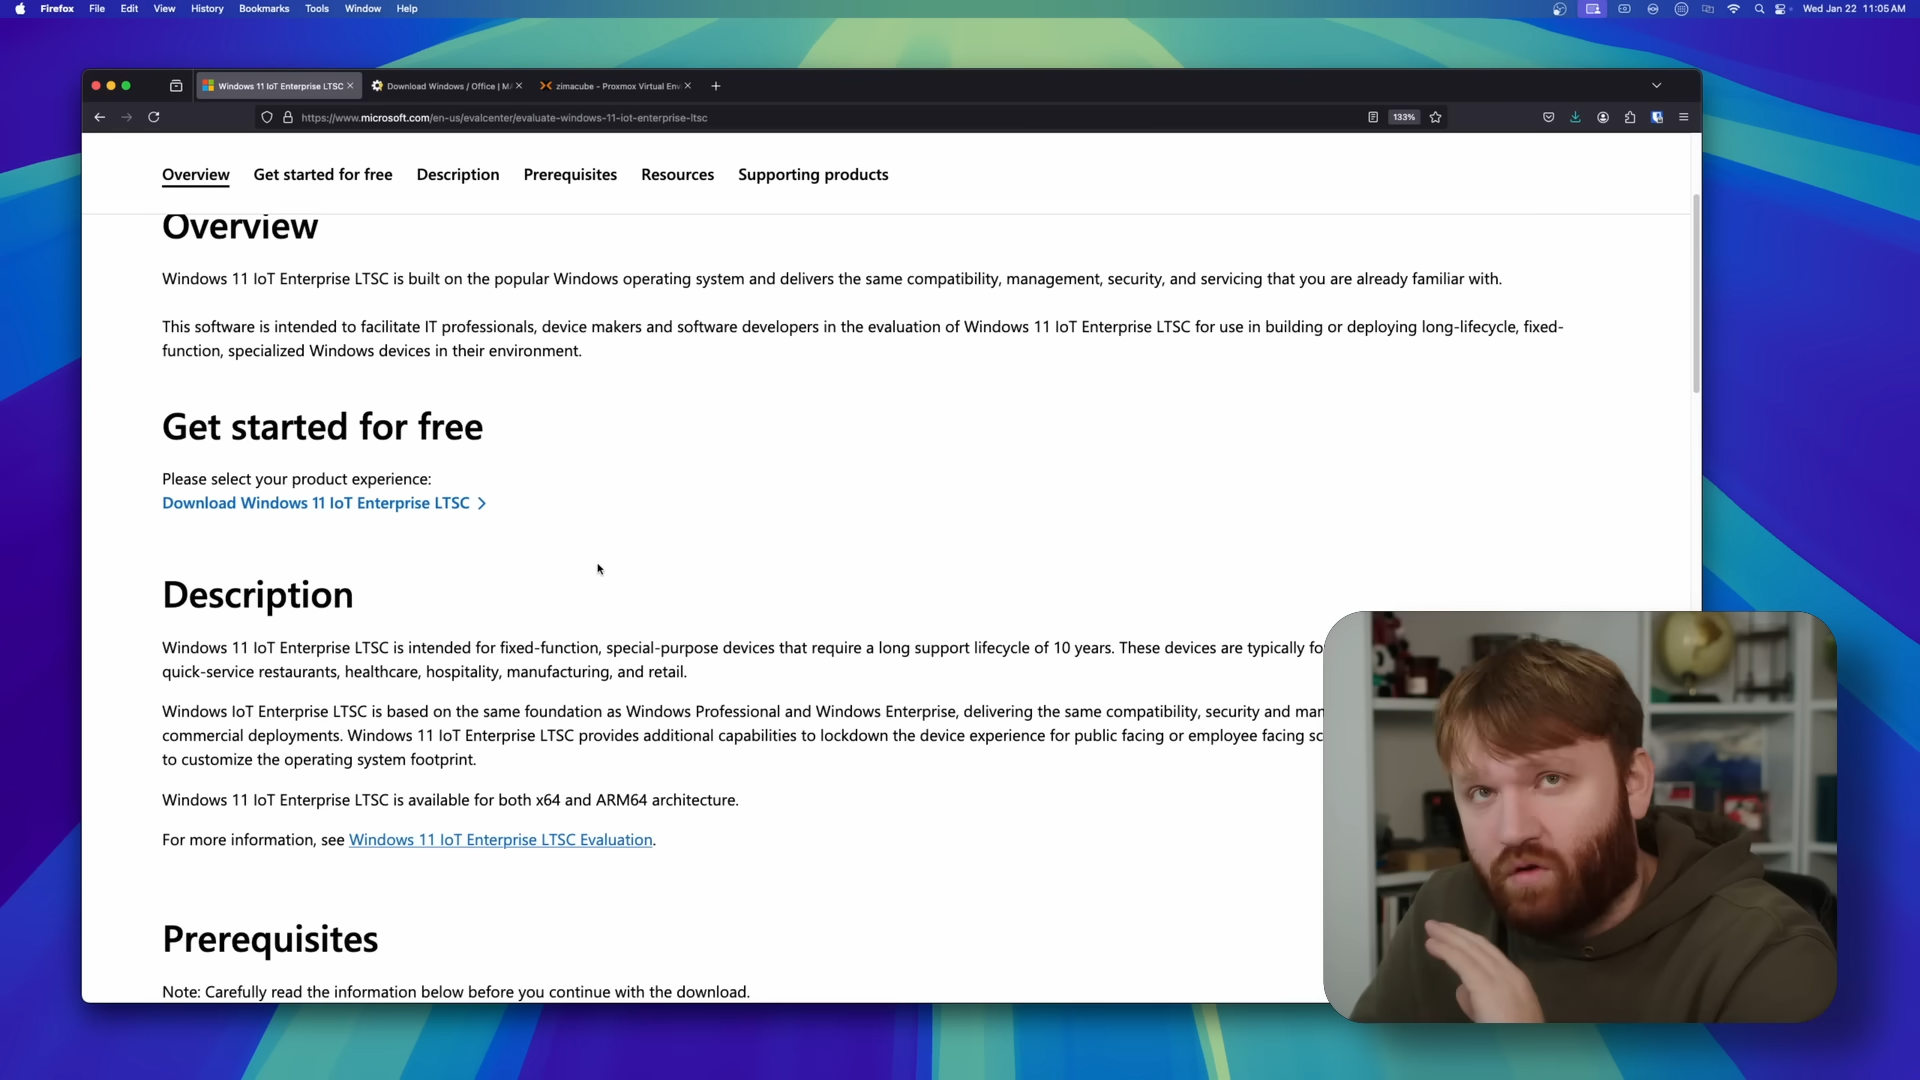 Firefox File Edit View History Bookmarks Tools Window Help Wed Jan 22 11:05 AM
Windows 11 IoT Enterprise LTSC Download Windows / Office | zimacube - Proxmox Virtual
https://www.microsoft.com/en-us/evalcenter/evaluate-windows-11-iot-enterprise-ltsc 133%
Overview Get started for free Description Prerequisites Resources Supporting products
Overview
Windows 11 IoT Enterprise LTSC is built on the popular Windows operating system and delivers the same compatibility, management, security, and servicing that you are already familiar with.
This software is intended to facilitate IT professionals, device makers and software developers in the evaluation of Windows 11 IoT Enterprise LTSC for use in building or deploying long-lifecycle, fixed-
function, specialized Windows devices in their environment.
Get started for free
Please select your product experience:
Download Windows 11 IoT Enterprise LTSC >
Description
Windows 11 IoT Enterprise LTSC is intended for fixed-function, special-purpose devices that require a long support lifecycle of 10 years. These devices are typically fo
quick-service restaurants, healthcare, hospitality, manufacturing, and retail.
Windows IoT Enterprise LTSC is based on the same foundation as Windows Professional and Windows Enterprise, delivering the same compatibility, security and man
commercial deployments. Windows 11 IoT Enterprise LTSC provides additional capabilities to lockdown the device experience for public facing or employee facing sc
to customize the operating system footprint.
Windows 11 IoT Enterprise LTSC is available for both x64 and ARM64 architecture.
For more information, see Windows 11 IoT Enterprise LTSC Evaluation.
Prerequisites
Note: Carefully read the information below before you continue with the download.